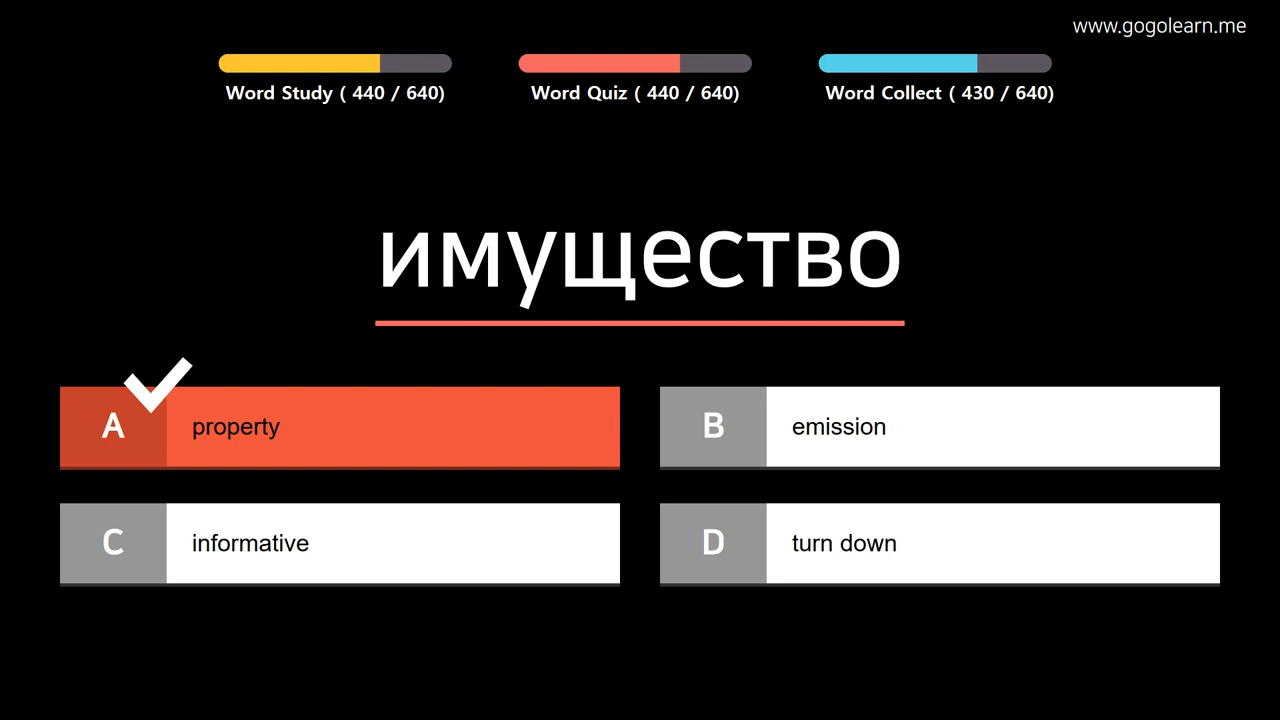 www.gogolearn.me
Word Study ( 440 / 640)
Word Quiz ( 440 / 640)
Word Collect ( 430 / 640)
имущество
A property
B emission
C informative
D turn down